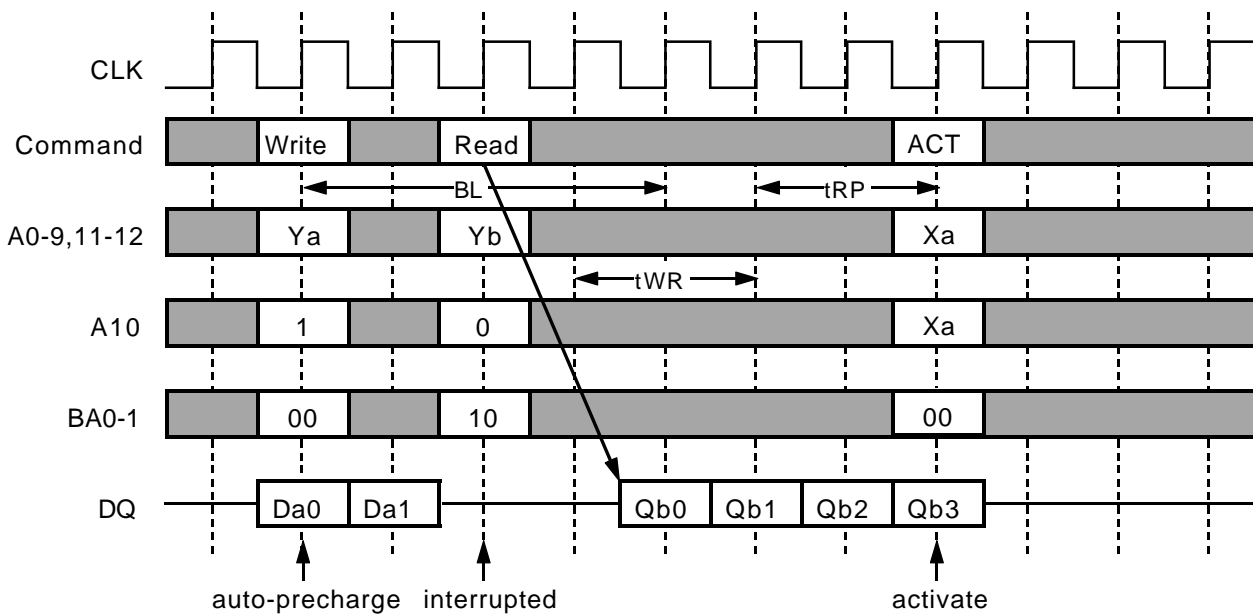 CLK
Command Write Read ACT
BL tRP
A0-9,11-12 Ya Yb Xa
tWR
A10 1 0 Xa
BA0-1 00 10 00
DQ Da0 Da1 Qb0 Qb1 Qb2 Qb3
auto-precharge interrupted activate